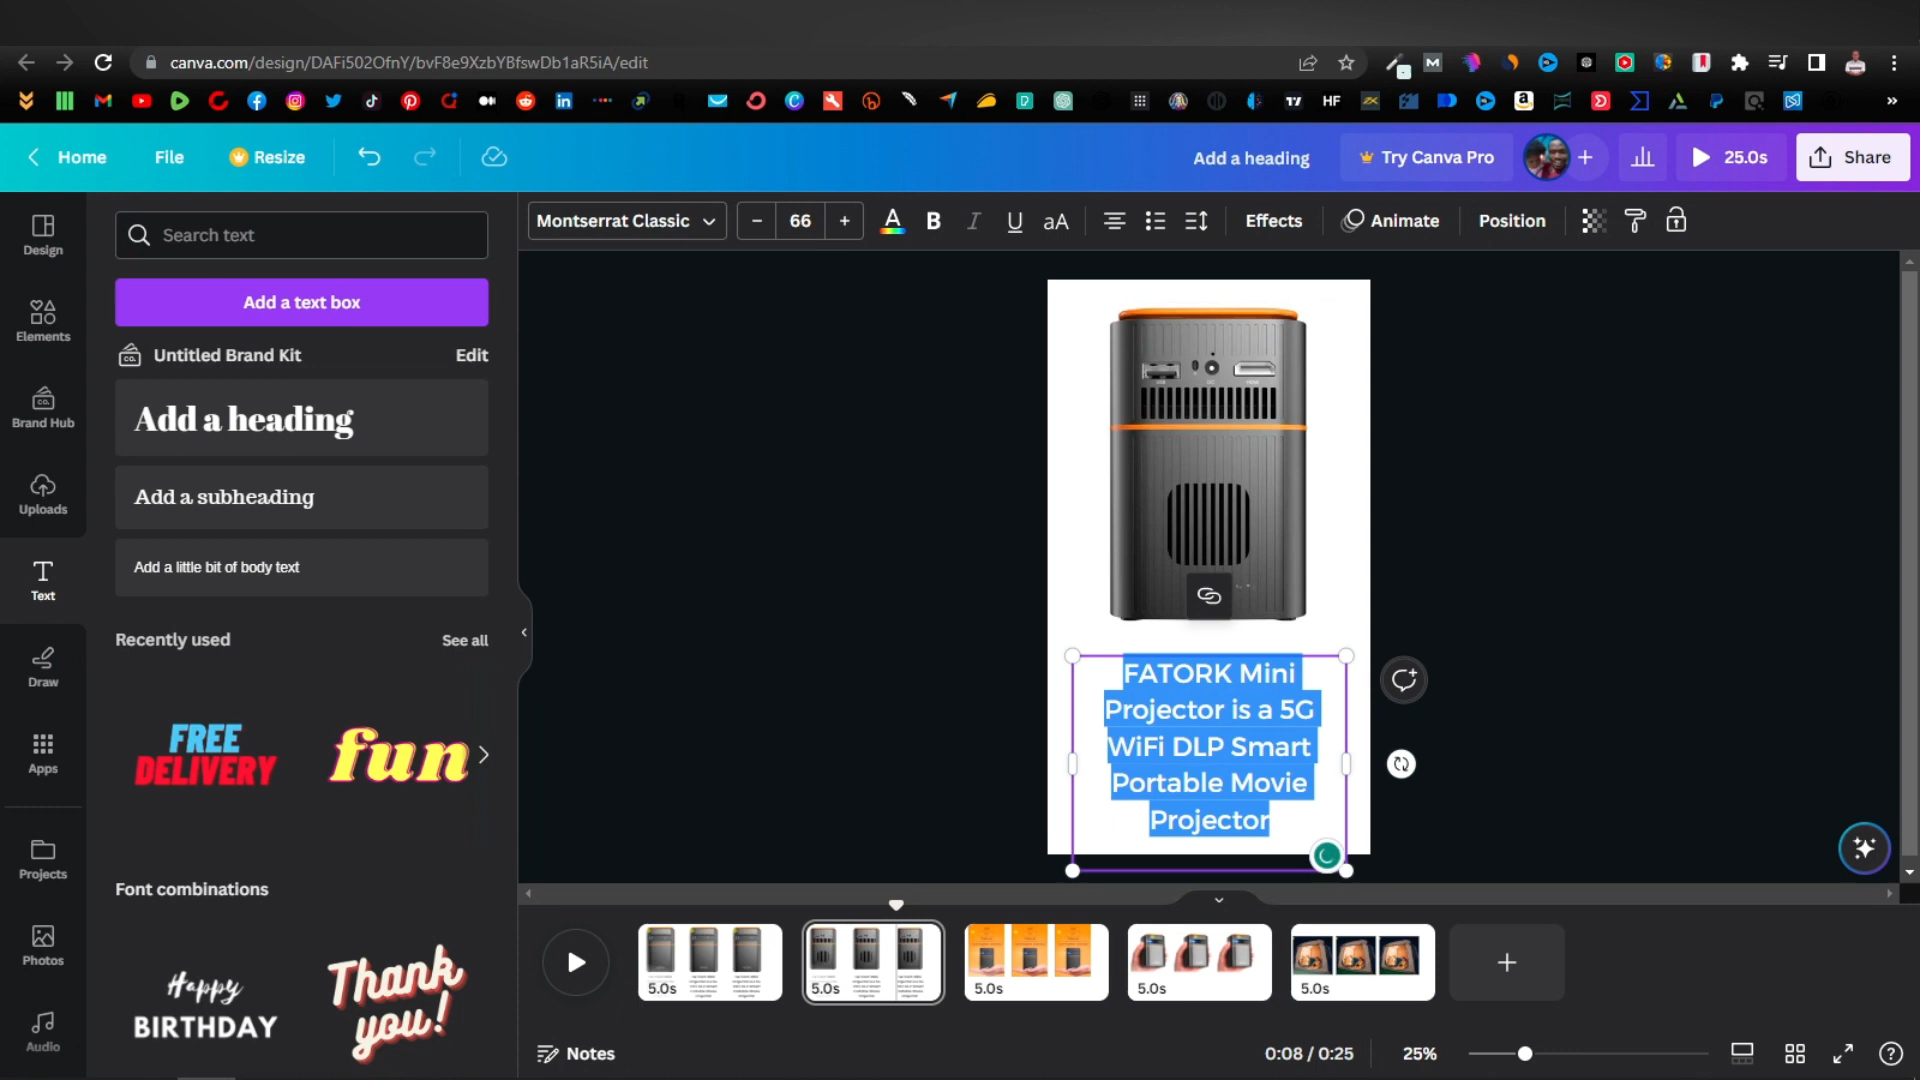 canva.com/design/DAFi502OfnY/bvF8e9XzbYBfswDb1aR5iA/edit
HF
Home
File
Resize
Add a heading
Try Canva Pro
25.0s
Share
Design
Elements
Brand Hub
Uploads
Text
Draw
Apps
Projects
Photos
Audio
Search text
Add a text box
CO.
Untitled Brand Kit
Edit
Add a heading
Add a subheading
Add a little bit of body text
Recently used
See all
FREE
DELIVERY
fun
Font combinations
Happy
BIRTHDAY
Thank
you!
Montserrat Classic
66
A
B
I
U
aA
Effects
Animate
Position
FATORK Mini
Projector is a 5G
WiFi DLP Smart
Portable Movie
Projector
5.0s
5.0s
5.0s
5.0s
5.0s
Notes
0:08 / 0:25
25%